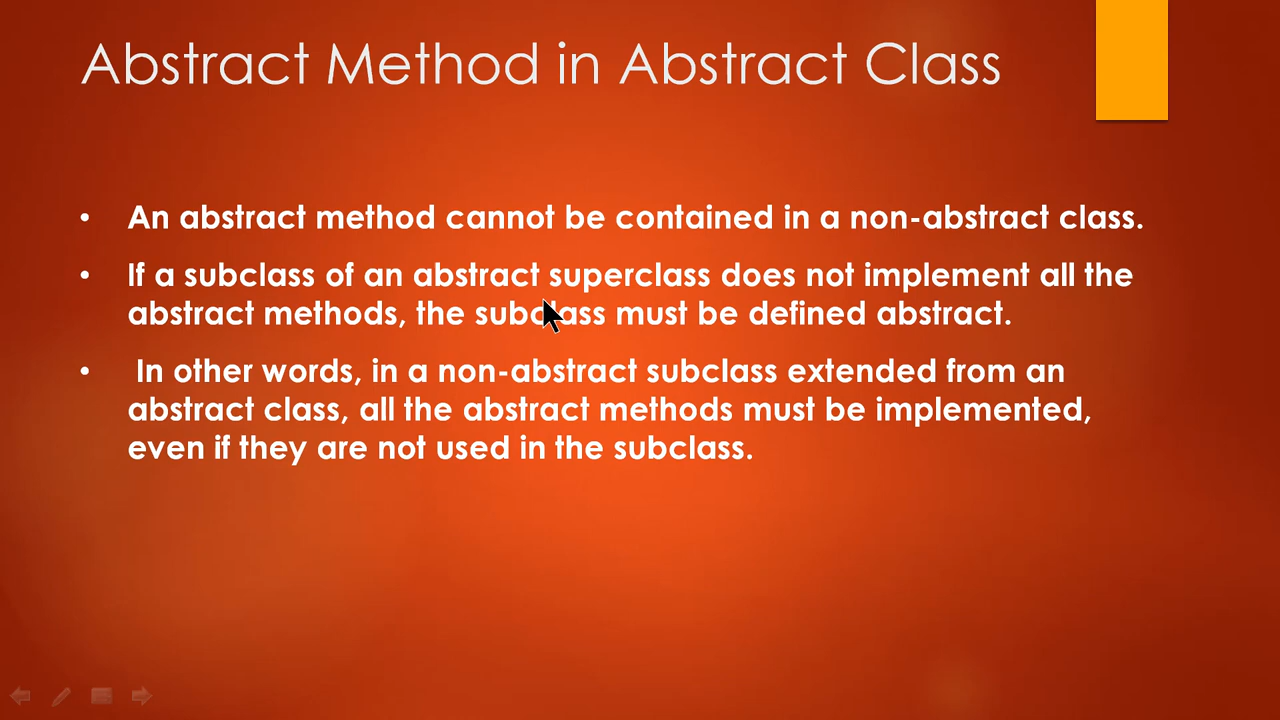 Abstract Method in Abstract Class
• An abstract method cannot be contained in a non-abstract class.
• If a subclass of an abstract superclass does not implement all the
abstract methods, the subclass must be defined abstract.
• In other words, in a non-abstract subclass extended from an
abstract class, all the abstract methods must be implemented,
even if they are not used in the subclass.